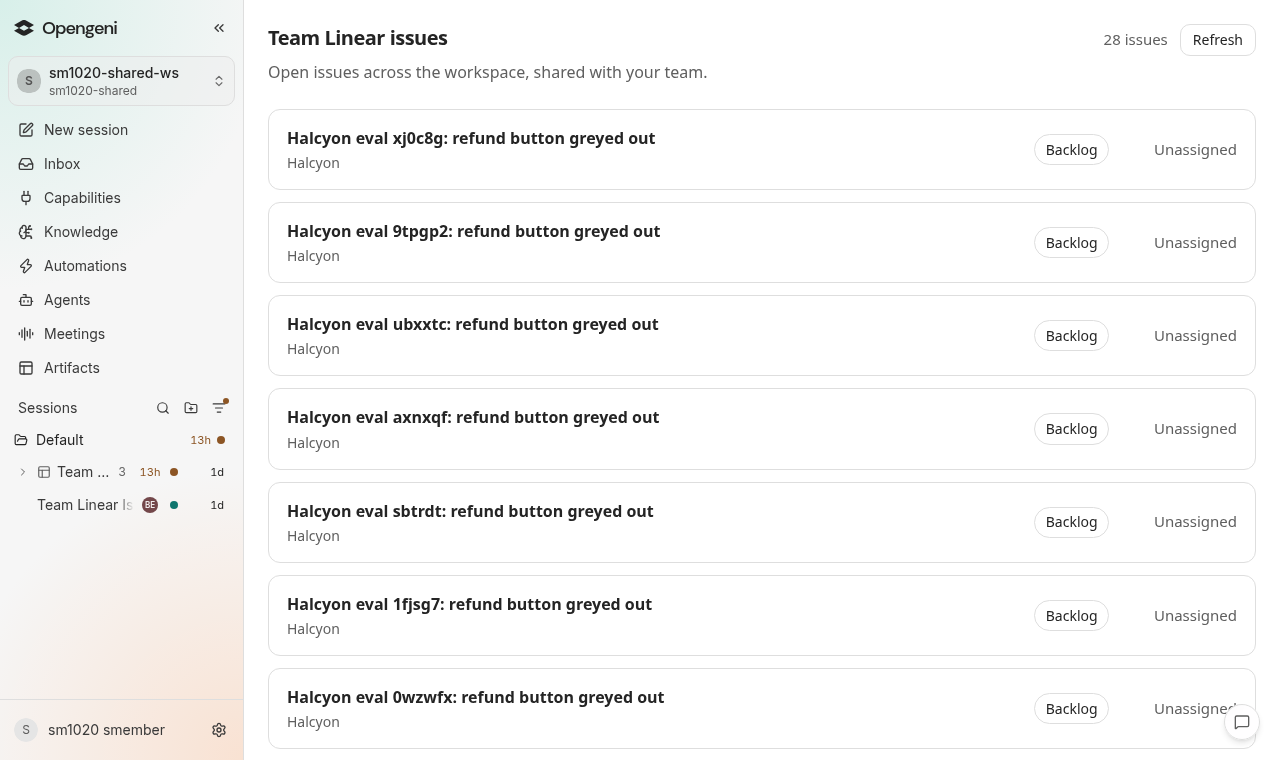 Opengeni
S
sm1020-shared-ws
sm1020-shared
New session
Inbox
Capabilities
Knowledge
Automations
Agents
Meetings
Artifacts
Sessions
Default 13h
Team ... 3 13h 1d
Team Linear Is BE 1d
S sm1020 smember
Team Linear issues
28 issues
Refresh
Open issues across the workspace, shared with your team.
Halcyon eval xj0c8g: refund button greyed out
Halcyon
Backlog
Unassigned
Halcyon eval 9tpgp2: refund button greyed out
Halcyon
Backlog
Unassigned
Halcyon eval ubxxtc: refund button greyed out
Halcyon
Backlog
Unassigned
Halcyon eval axnxqf: refund button greyed out
Halcyon
Backlog
Unassigned
Halcyon eval sbtrdt: refund button greyed out
Halcyon
Backlog
Unassigned
Halcyon eval 1fjsg7: refund button greyed out
Halcyon
Backlog
Unassigned
Halcyon eval 0wzwfx: refund button greyed out
Halcyon
Backlog
Unassigned